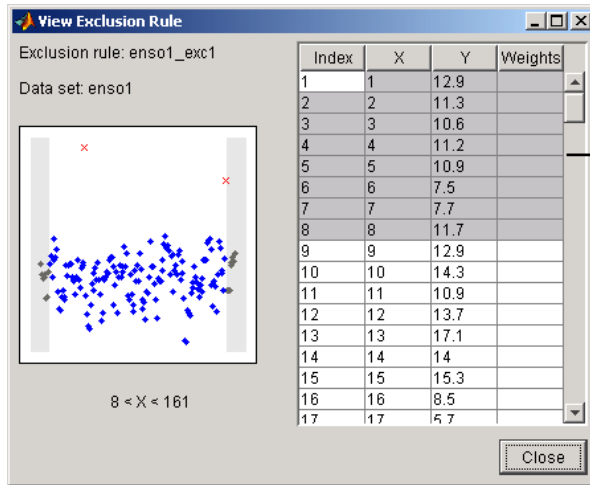 View Exclusion Rule
Exclusion rule: enso1_exc1
Data set: enso1
8 < X < 161
Index X Y Weights
1 1 12.9
2 2 11.3
3 3 10.6
4 4 11.2
5 5 10.9
6 6 7.5
7 7 7.7
8 8 11.7
9 9 12.9
10 10 14.3
11 11 10.9
12 12 13.7
13 13 17.1
14 14 14
15 15 15.3
16 16 8.5
17 17 5.7
Close